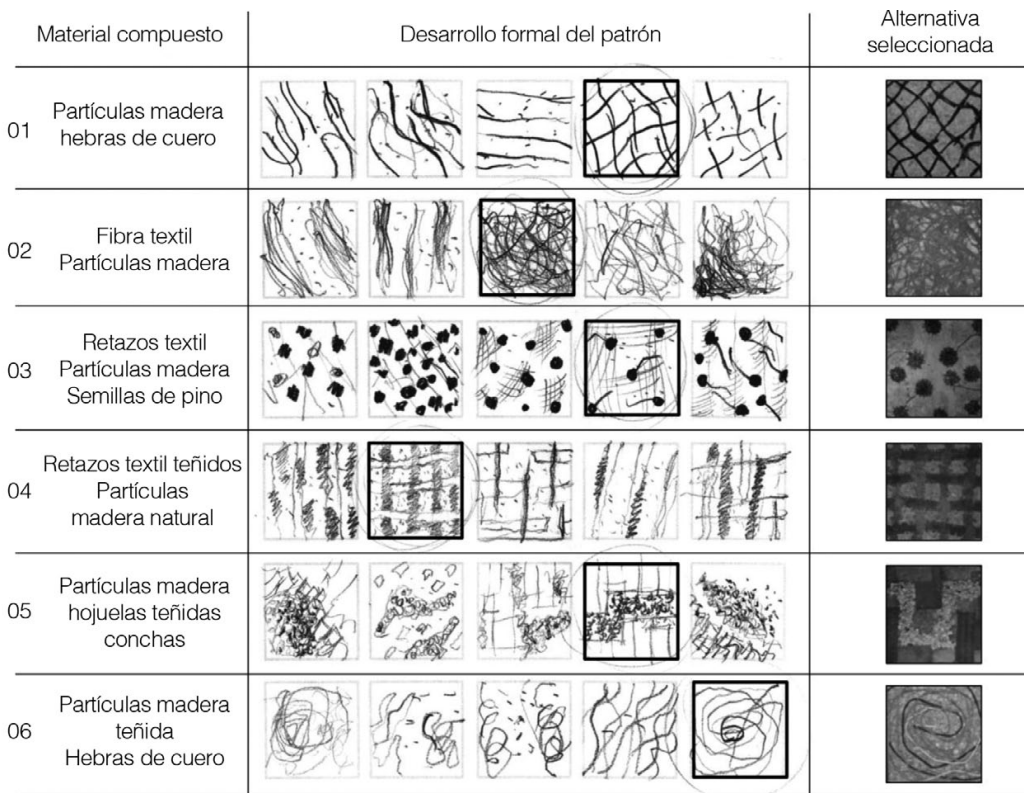 Material compuesto
Desarrollo formal del patrón
Alternativa
seleccionada
01
Partículas madera
hebras de cuero
02
Fibra textil
Partículas madera
03
Retazos textil
Partículas madera
Semillas de pino
04
Retazos textil teñidos
Partículas
madera natural
05
Partículas madera
hojuelas teñidas
conchas
06
Partículas madera
teñida
Hebras de cuero